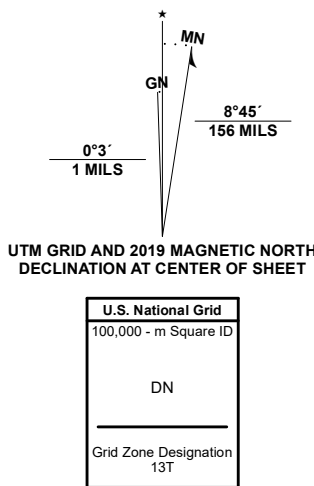 ★
MN
GN
8°45´
156 MILS
0°3´
1 MILS
UTM GRID AND 2019 MAGNETIC NORTH
DECLINATION AT CENTER OF SHEET
U.S. National Grid
100,000 - m Square ID
DN
Grid Zone Designation
13T